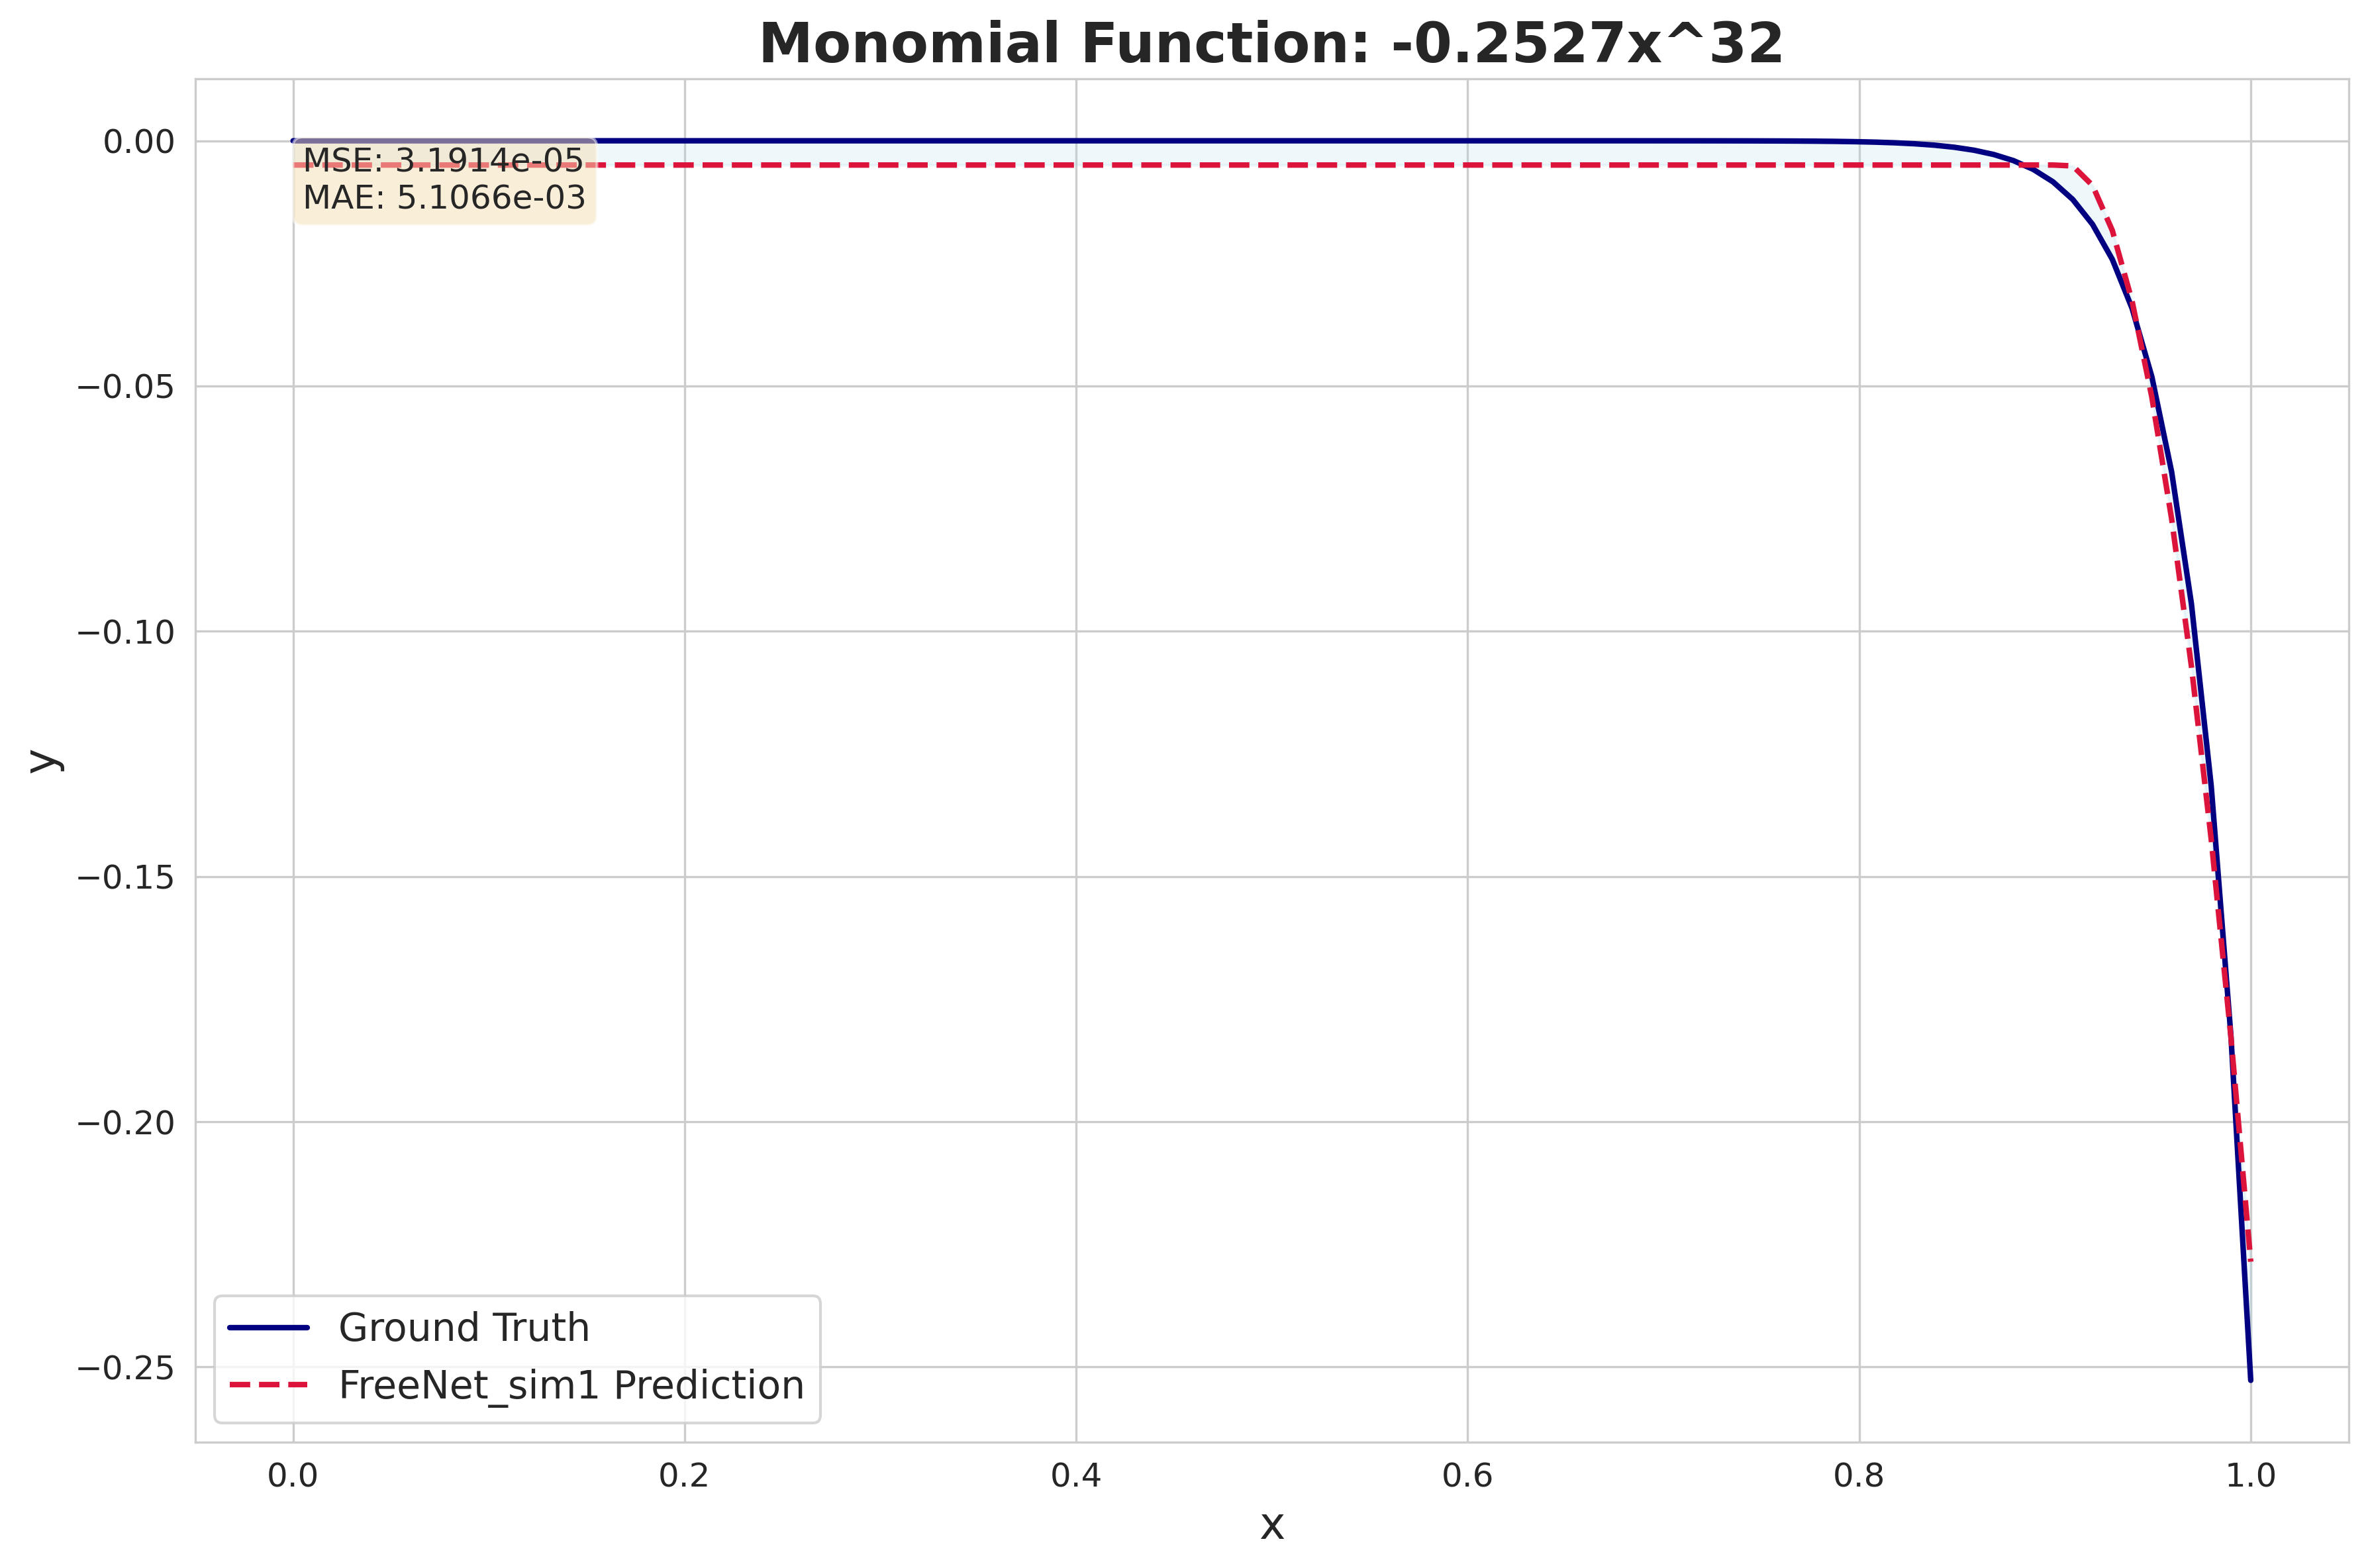 Monomial Function: -0.2527x^32
MSE: 3.1914e-05
MAE: 5.1066e-03
0.00
−0.05
−0.10
−0.15
−0.20
−0.25
y
Ground Truth
FreeNet_sim1 Prediction
0.0 0.2 0.4 0.6 0.8 1.0
x